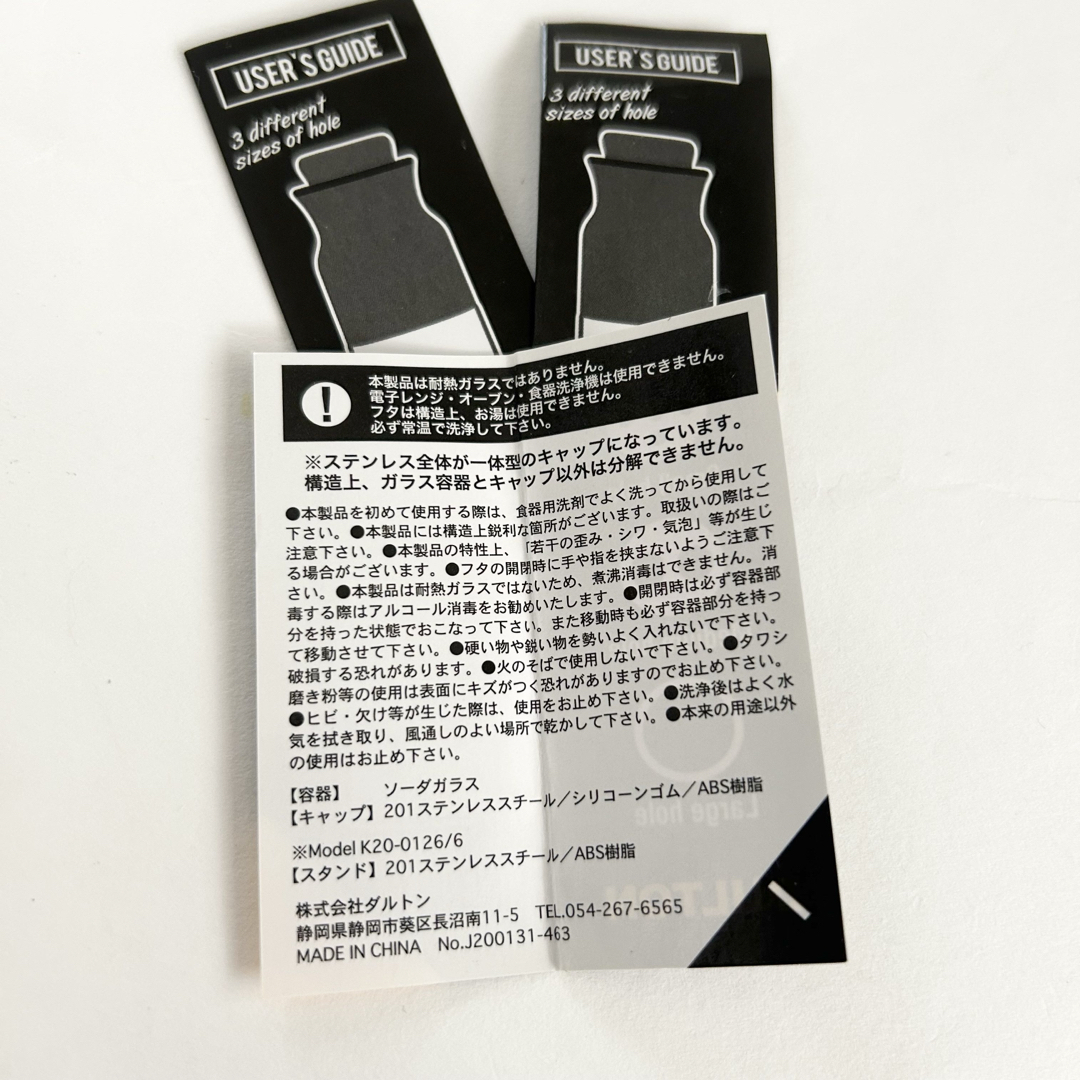 USER'S GUIDE
3 different
sizes of hole
USER'S GUIDE
3 different
sizes of hole
本製品は耐熱ガラスではありません。
電子レンジ・オーブン・食器洗浄機は使用できません。
フタは構造上、お湯は使用できません。
必ず常温で洗浄して下さい。
※ステンレス全体が一体型のキャップになっています。
構造上、ガラス容器とキャップ以外は分解できません。
●本製品を初めて使用する際は、食器用洗剤でよく洗ってから使用して
下さい。●本製品には構造上鋭利な箇所がございます。取扱いの際はご
注意下さい。●本製品の特性上、「若干の歪み・シワ・気泡」等が生じ
る場合がございます。●フタの開閉時に手や指を挟まないようご注意下
さい。●本製品は耐熱ガラスではないため、煮沸消毒はできません。消
毒する際はアルコール消毒をお勧めいたします。●開閉時は必ず容器部
分を持った状態でおこなって下さい。また移動時も必ず容器部分を持っ
て移動させて下さい。●硬い物や鋭い物を勢いよく入れないで下さい。
破損する恐れがあります。●火のそばで使用しないで下さい。●タワシ
磨き粉等の使用は表面にキズがつく恐れがありますのでお止め下さい。
●ヒビ・欠け等が生じた際は、使用をお止め下さい。●洗浄後はよく水
気を拭き取り、風通しのよい場所で乾かして下さい。●本来の用途以外
の使用はお止め下さい。
【容器】 ソーダガラス
【キャップ】201ステンレススチール／シリコーンゴム／ABS樹脂
※Model K20-0126/6
【スタンド】201ステンレススチール／ABS樹脂
株式会社ダルトン
静岡県静岡市葵区長沼南11-5 TEL.054-267-6565
MADE IN CHINA No.J200131-463
Large hole